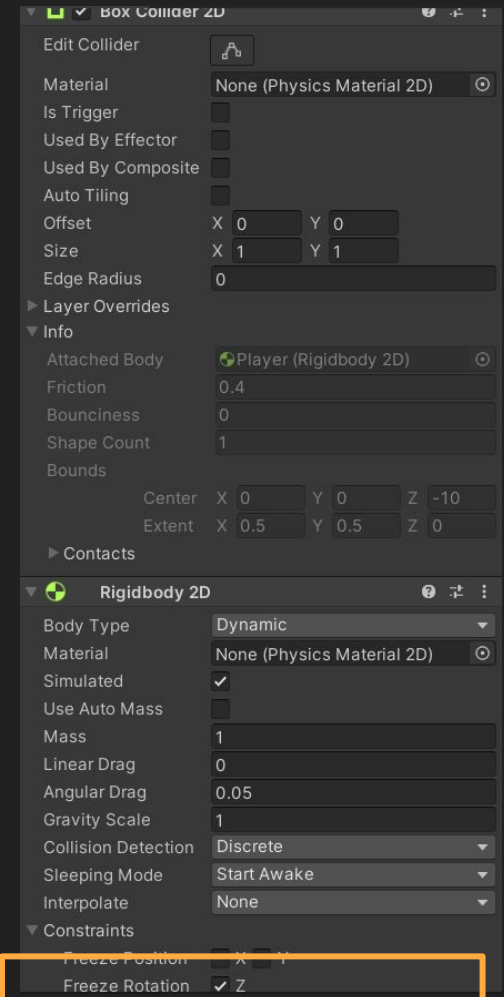 Box Collider 2D
Edit Collider
Material None (Physics Material 2D)
Is Trigger
Used By Effector
Used By Composite
Auto Tiling
Offset X 0 Y 0
Size X 1 Y 1
Edge Radius 0
Layer Overrides
Info
Attached Body Player (Rigidbody 2D)
Friction 0.4
Bounciness 0
Shape Count 1
Bounds
Center X 0 Y 0 Z -10
Extent X 0.5 Y 0.5 Z 0
Contacts
Rigidbody 2D
Body Type Dynamic
Material None (Physics Material 2D)
Simulated
Use Auto Mass
Mass 1
Linear Drag 0
Angular Drag 0.05
Gravity Scale 1
Collision Detection Discrete
Sleeping Mode Start Awake
Interpolate None
Constraints
Freeze Position X Y
Freeze Rotation Z